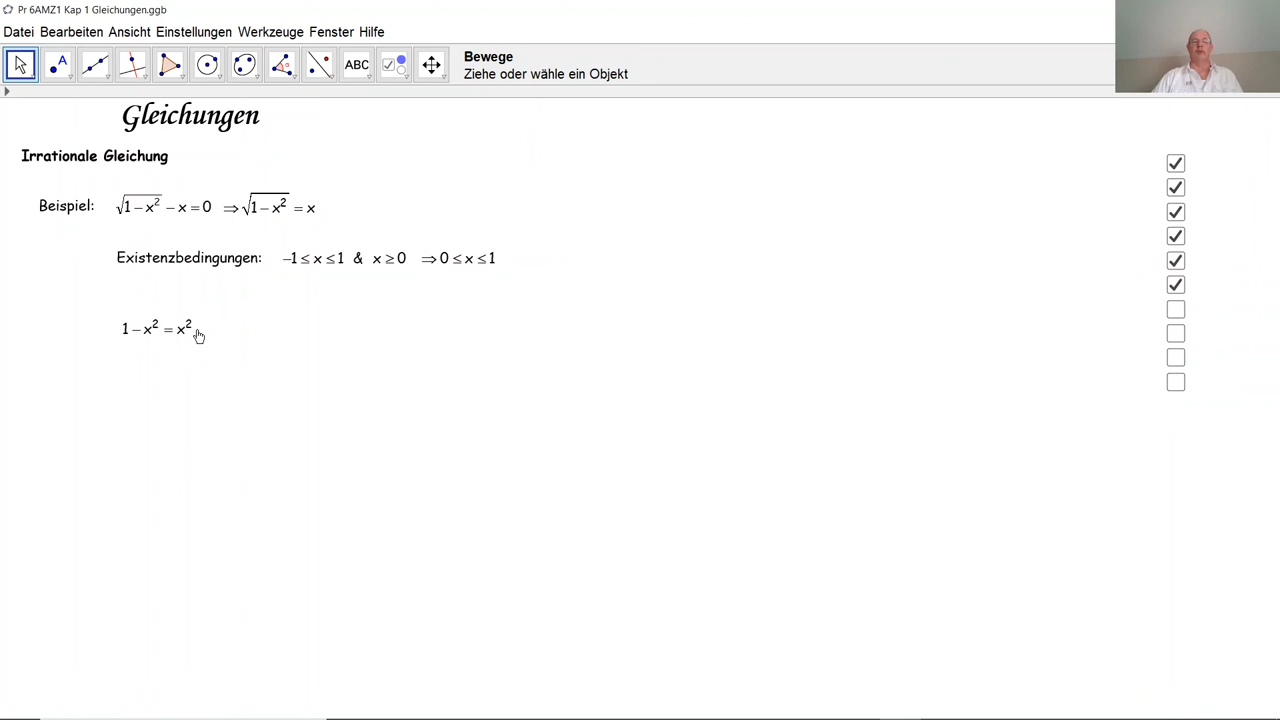 Pr 6AMZ1 Kap 1 Gleichungen.ggb
Datei Bearbeiten Ansicht Einstellungen Werkzeuge Fenster Hilfe
A
ABC
Bewege
Ziehe oder wähle ein Objekt
Gleichungen
Irrationale Gleichung
Beispiel: √(1−x²) − x = 0 ⇒ √(1−x²) = x
Existenzbedingungen: −1 ≤ x ≤ 1 & x ≥ 0 ⇒ 0 ≤ x ≤ 1
1 − x² = x²